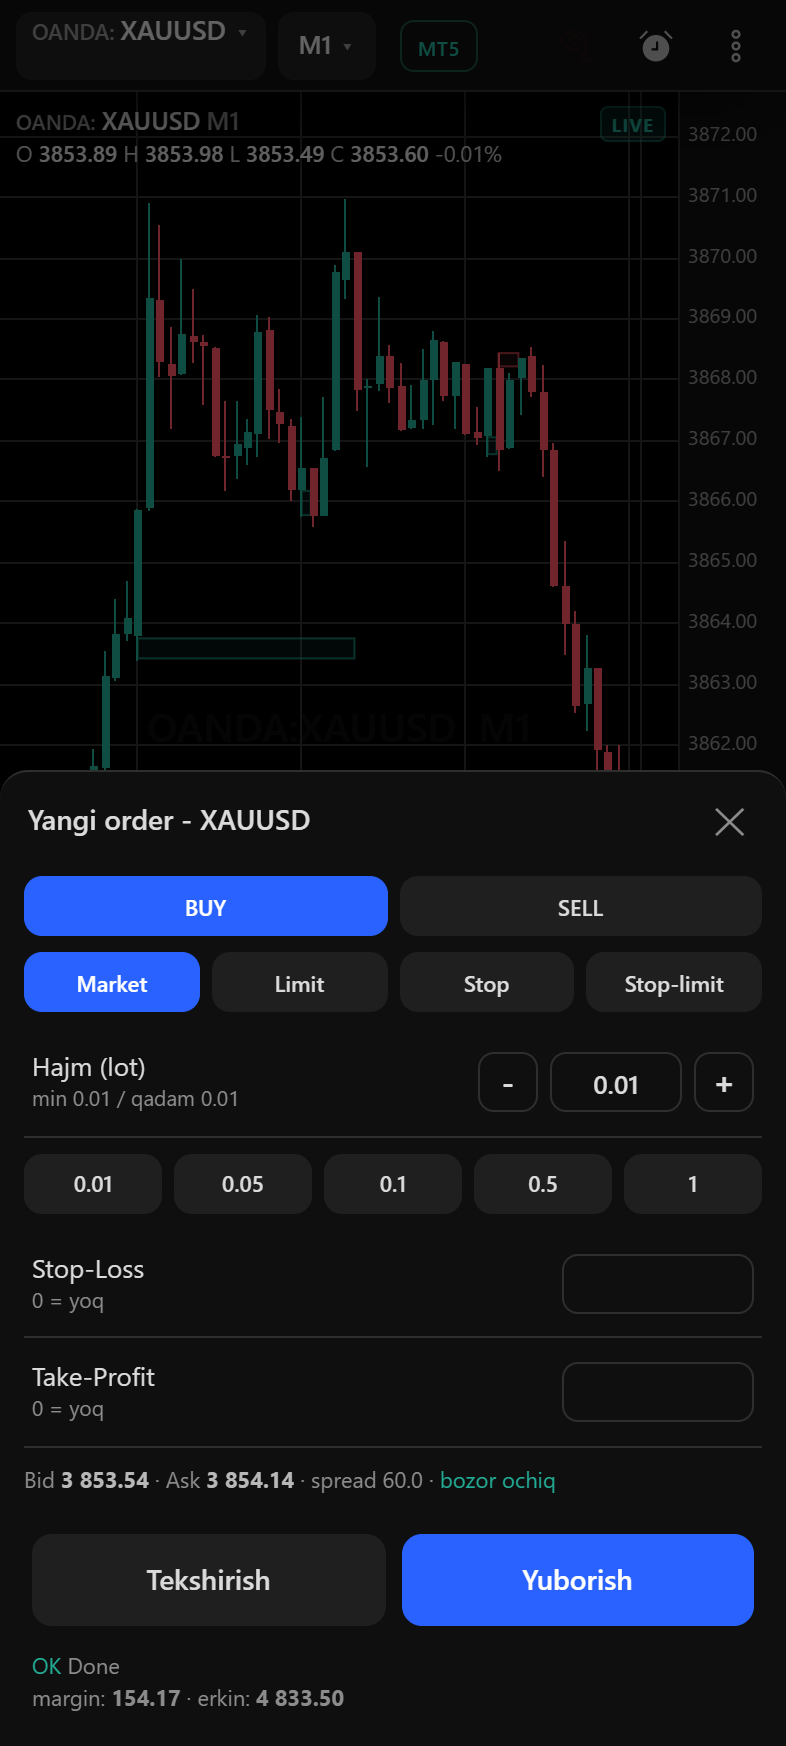 OANDA: XAUUSD ▾ M1 ▾ MT5
OANDA: XAUUSD M1 LIVE
O 3853.89 H 3853.98 L 3853.49 C 3853.60 -0.01%
3872.00
3871.00
3870.00
3869.00
3868.00
3867.00
3866.00
3865.00
3864.00
3863.00
OANDA:XAUUSD M1
3862.00
Yangi order - XAUUSD
BUY SELL
Market Limit Stop Stop-limit
Hajm (lot)
min 0.01 / qadam 0.01
- 0.01 +
0.01 0.05 0.1 0.5 1
Stop-Loss
0 = yoq
Take-Profit
0 = yoq
Bid 3 853.54 · Ask 3 854.14 · spread 60.0 · bozor ochiq
Tekshirish Yuborish
OK Done
margin: 154.17 · erkin: 4 833.50